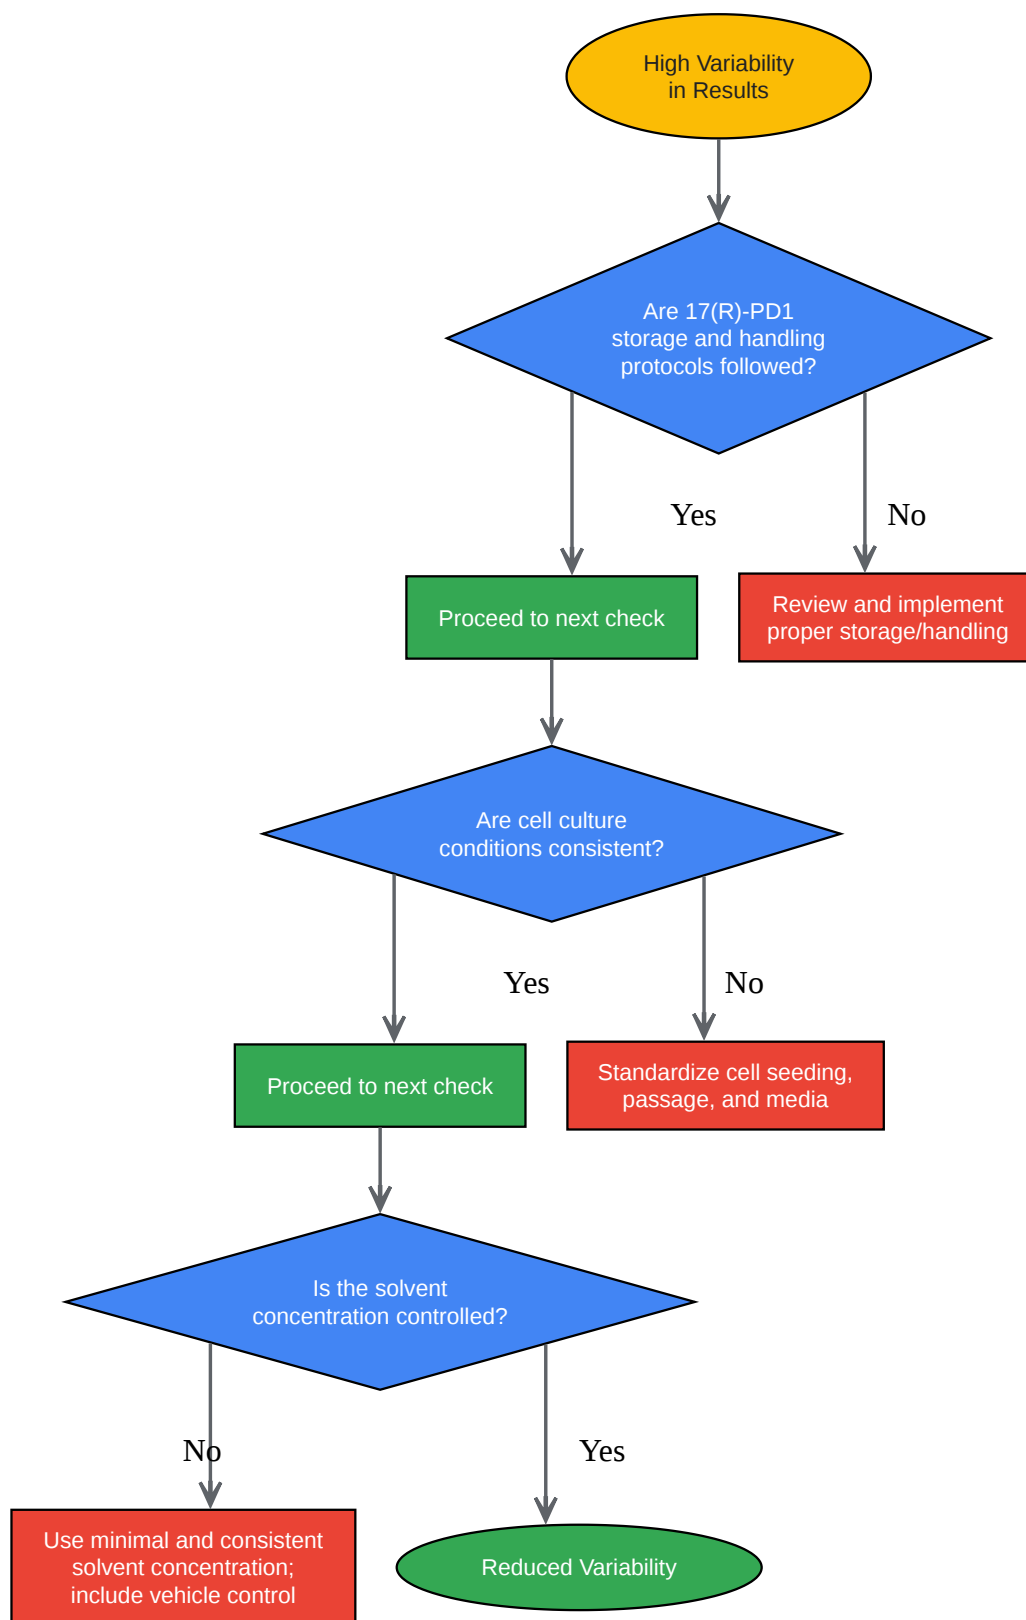 High Variability
in Results
Are 17(R)-PD1
storage and handling
protocols followed?
Yes
No
Proceed to next check
Review and implement
proper storage/handling
Are cell culture
conditions consistent?
Yes
No
Proceed to next check
Standardize cell seeding,
passage, and media
Is the solvent
concentration controlled?
No
Yes
Use minimal and consistent
solvent concentration;
include vehicle control
Reduced Variability